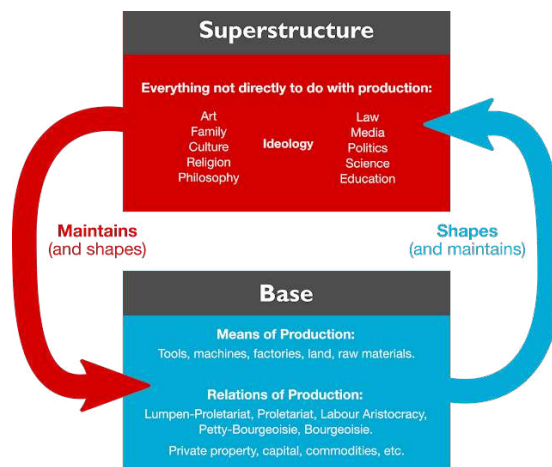 Superstructure
Everything not directly to do with production:
Art
Family
Culture
Religion
Philosophy
Ideology
Law
Media
Politics
Science
Education
Maintains
(and shapes)
Shapes
(and maintains)
Base
Means of Production:
Tools, machines, factories, land, raw materials.
Relations of Production:
Lumpen-Proletariat, Proletariat, Labour Aristocracy,
Petty-Bourgeoisie, Bourgeoisie.
Private property, capital, commodities, etc.